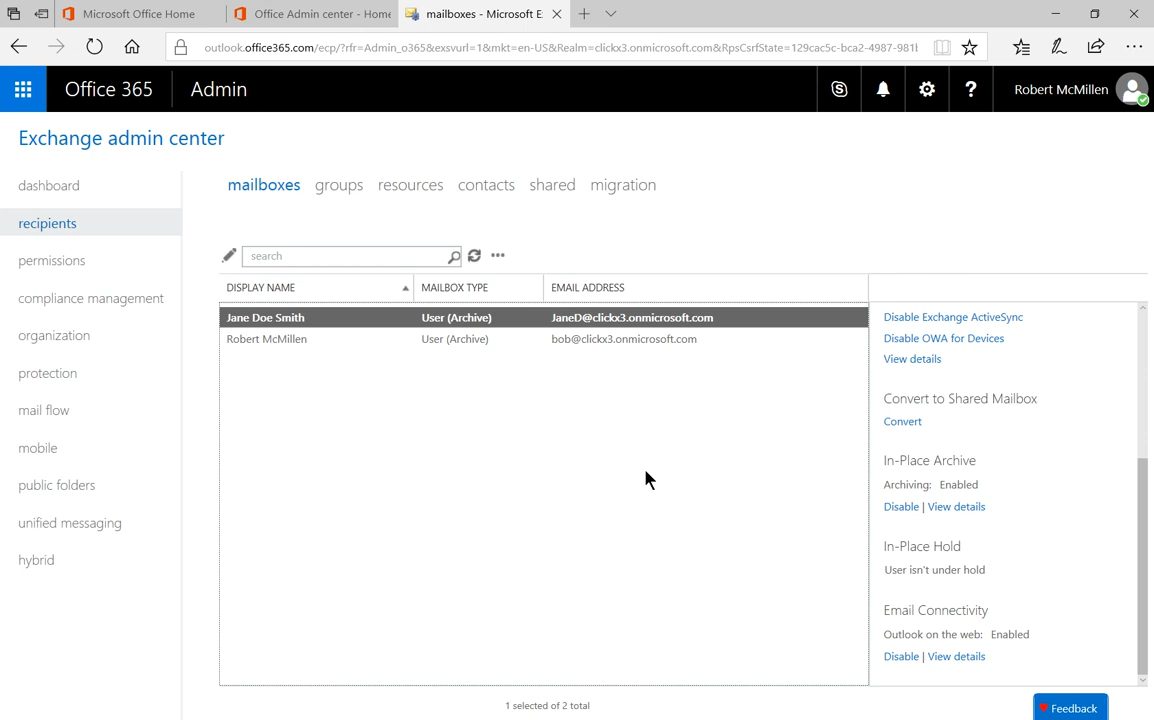 Microsoft Office Home
Office Admin center - Home
mailboxes - Microsoft E
outlook.office365.com/ecp/?rfr=Admin_o365&exsvurl=1&mkt=en-US&Realm=clickx3.onmicrosoft.com&RpsCsrfState=129cac5c-bca2-4987-981l
Office 365 Admin
Robert McMillen
Exchange admin center
dashboard
recipients
permissions
compliance management
organization
protection
mail flow
mobile
public folders
unified messaging
hybrid
mailboxes groups resources contacts shared migration
search
DISPLAY NAME MAILBOX TYPE EMAIL ADDRESS
Jane Doe Smith User (Archive) JaneD@clickx3.onmicrosoft.com
Robert McMillen User (Archive) bob@clickx3.onmicrosoft.com
Disable Exchange ActiveSync
Disable OWA for Devices
View details
Convert to Shared Mailbox
Convert
In-Place Archive
Archiving: Enabled
Disable | View details
In-Place Hold
User isn't under hold
Email Connectivity
Outlook on the web: Enabled
Disable | View details
1 selected of 2 total
Feedback